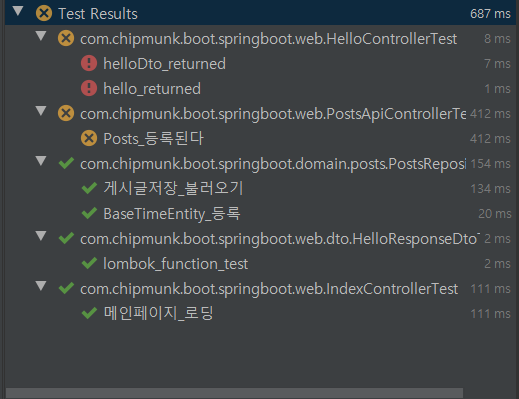 Test Results 687 ms
com.chipmunk.boot.springboot.web.HelloControllerTest 8 ms
helloDto_returned 7 ms
hello_returned 1 ms
com.chipmunk.boot.springboot.web.PostsApiControllerTe 412 ms
Posts_등록된다 412 ms
com.chipmunk.boot.springboot.domain.posts.PostsReposi 154 ms
게시글저장_불러오기 134 ms
BaseTimeEntity_등록 20 ms
com.chipmunk.boot.springboot.web.dto.HelloResponseDtoT 2 ms
lombok_function_test 2 ms
com.chipmunk.boot.springboot.web.IndexControllerTest 111 ms
메인페이지_로딩 111 ms